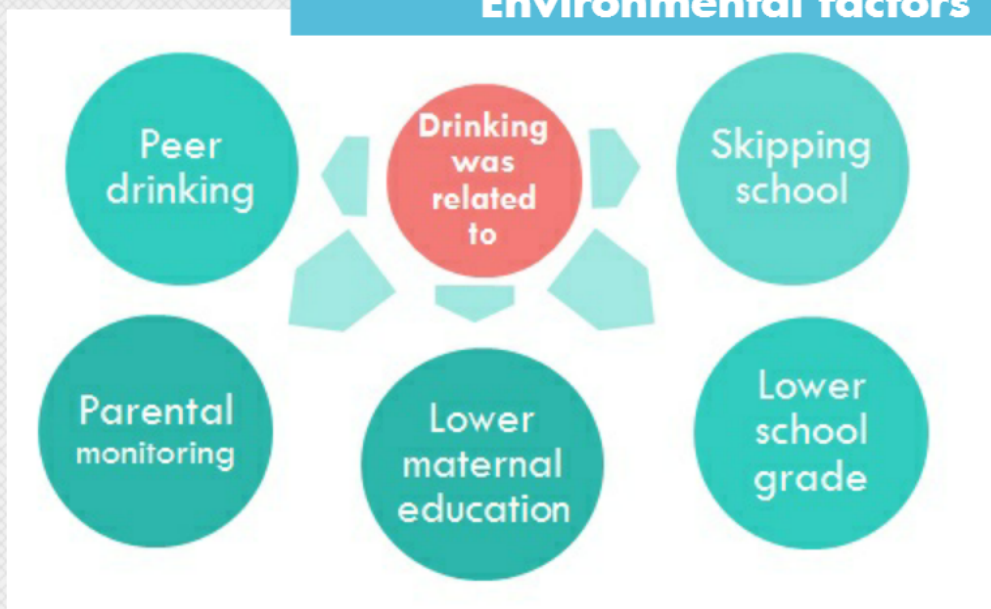 Environmental factors
Peer
drinking
Drinking
was
related
to
Skipping
school
Parental
monitoring
Lower
maternal
education
Lower
school
grade